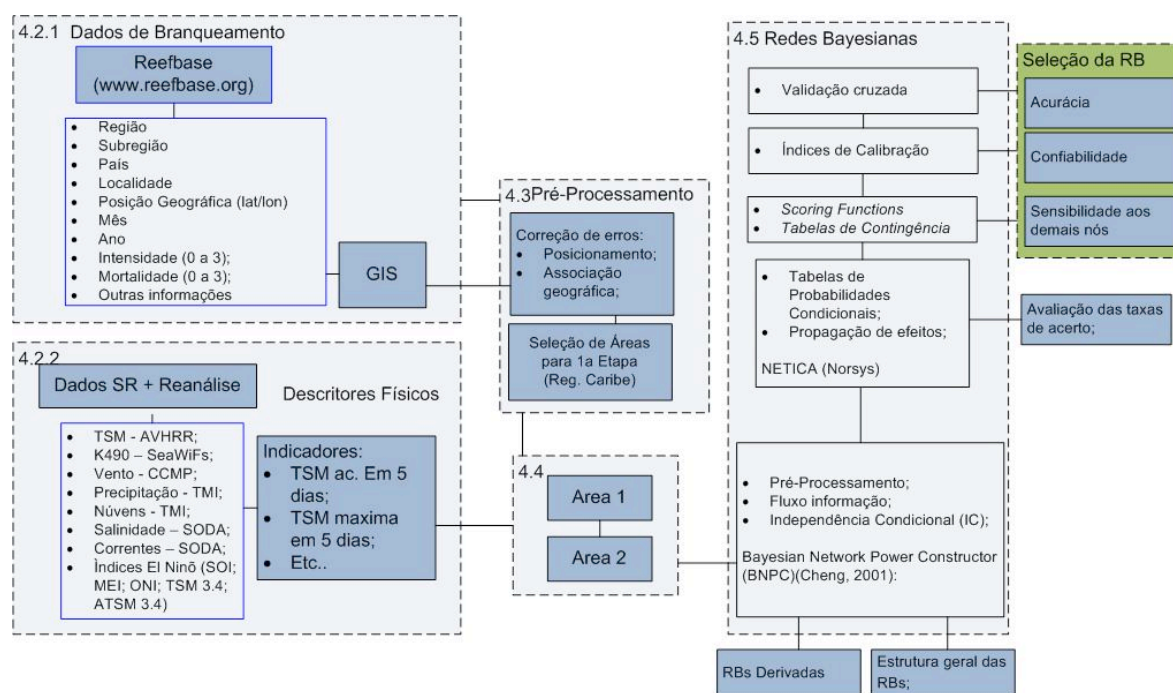 4.2.1 Dados de Branqueamento
Reefbase
(www.reefbase.org)
• Região
• Subregião
• País
• Localidade
• Posição Geográfica (lat/lon)
• Mês
• Ano
• Intensidade (0 a 3);
• Mortalidade (0 a 3);
• Outras informações
GIS
4.2.2
Dados SR + Reanálise
Descritores Físicos
• TSM - AVHRR;
• K490 – SeaWiFs;
• Vento - CCMP;
• Precipitação - TMI;
• Núvens - TMI;
• Salinidade – SODA;
• Correntes – SODA;
• Ìndices El Ninõ (SOI;
MEI; ONI; TSM 3.4;
ATSM 3.4)
Indicadores:
• TSM ac. Em 5
dias;
• TSM maxima
em 5 dias;
• Etc..
4.3Pré-Processamento
Correção de erros:
• Posicionamento;
• Associação
geográfica;
Seleção de Áreas
para 1a Etapa
(Reg. Caribe)
4.4
Area 1
Area 2
4.5 Redes Bayesianas
• Validação cruzada
• Índices de Calibração
• Scoring Functions
• Tabelas de Contingência
• Tabelas de
Probabilidades
Condicionais;
• Propagação de efeitos;
NETICA (Norsys)
• Pré-Processamento;
• Fluxo informação;
• Independência Condicional (IC);
Bayesian Network Power Constructor
(BNPC)(Cheng, 2001):
RBs Derivadas
Estrutura geral das
RBs;
Seleção da RB
Acurácia
Confiabilidade
Sensibilidade aos
demais nós
Avaliação das taxas
de acerto;